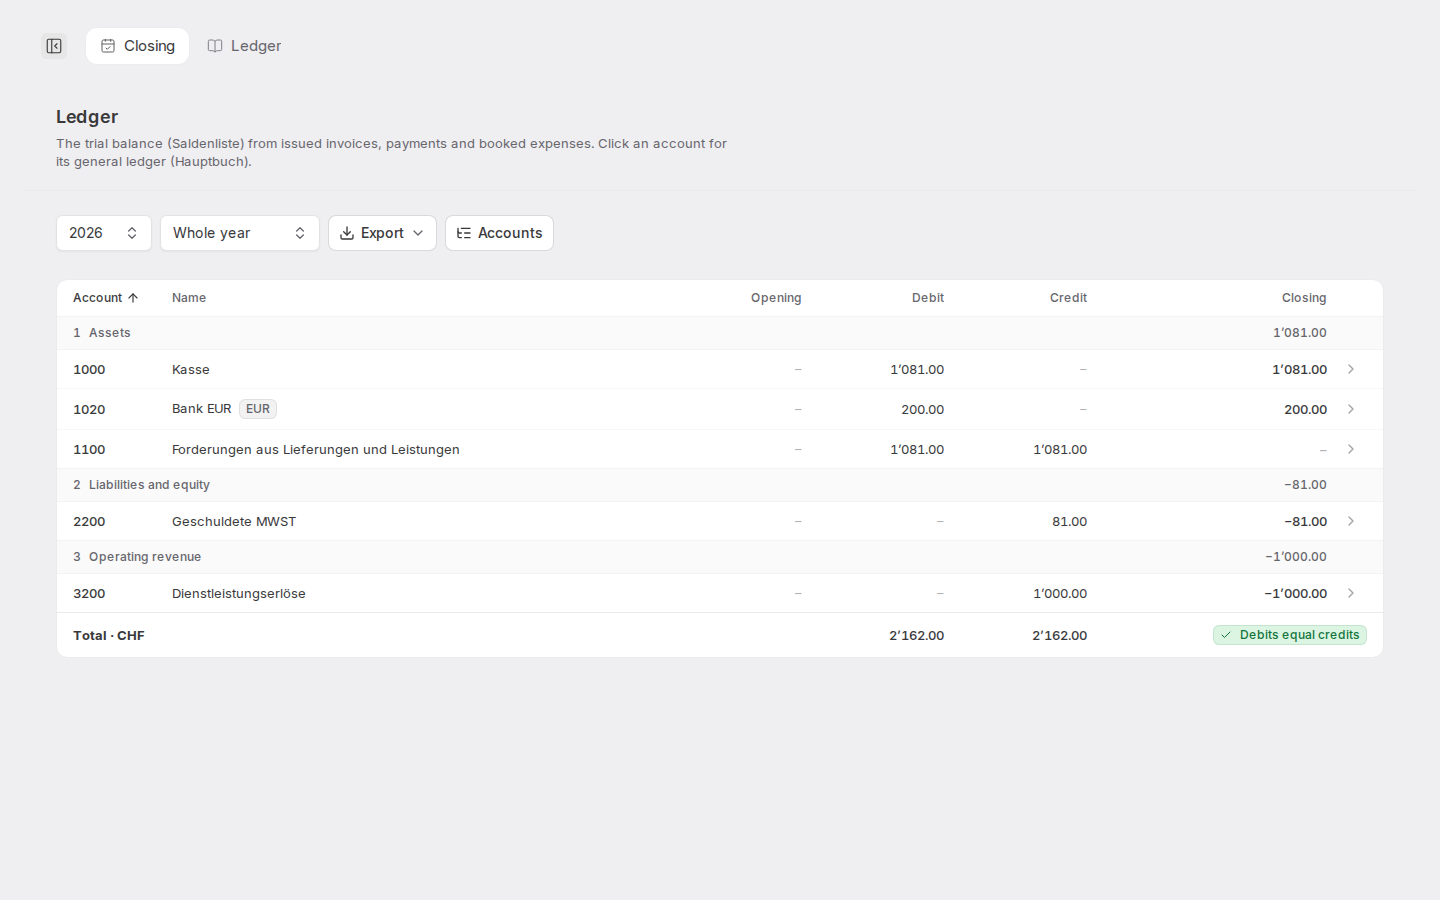 Closing
Ledger
Ledger
The trial balance (Saldenliste) from issued invoices, payments and booked expenses. Click an account for
its general ledger (Hauptbuch).
2026
Whole year
Export
Accounts
Account Name Opening Debit Credit Closing
1 Assets 1’081.00
1000 Kasse – 1’081.00 – 1’081.00
1020 Bank EUR EUR – 200.00 – 200.00
1100 Forderungen aus Lieferungen und Leistungen – 1’081.00 1’081.00 –
2 Liabilities and equity −81.00
2200 Geschuldete MWST – – 81.00 −81.00
3 Operating revenue −1’000.00
3200 Dienstleistungserlöse – – 1’000.00 −1’000.00
Total · CHF 2’162.00 2’162.00 Debits equal credits